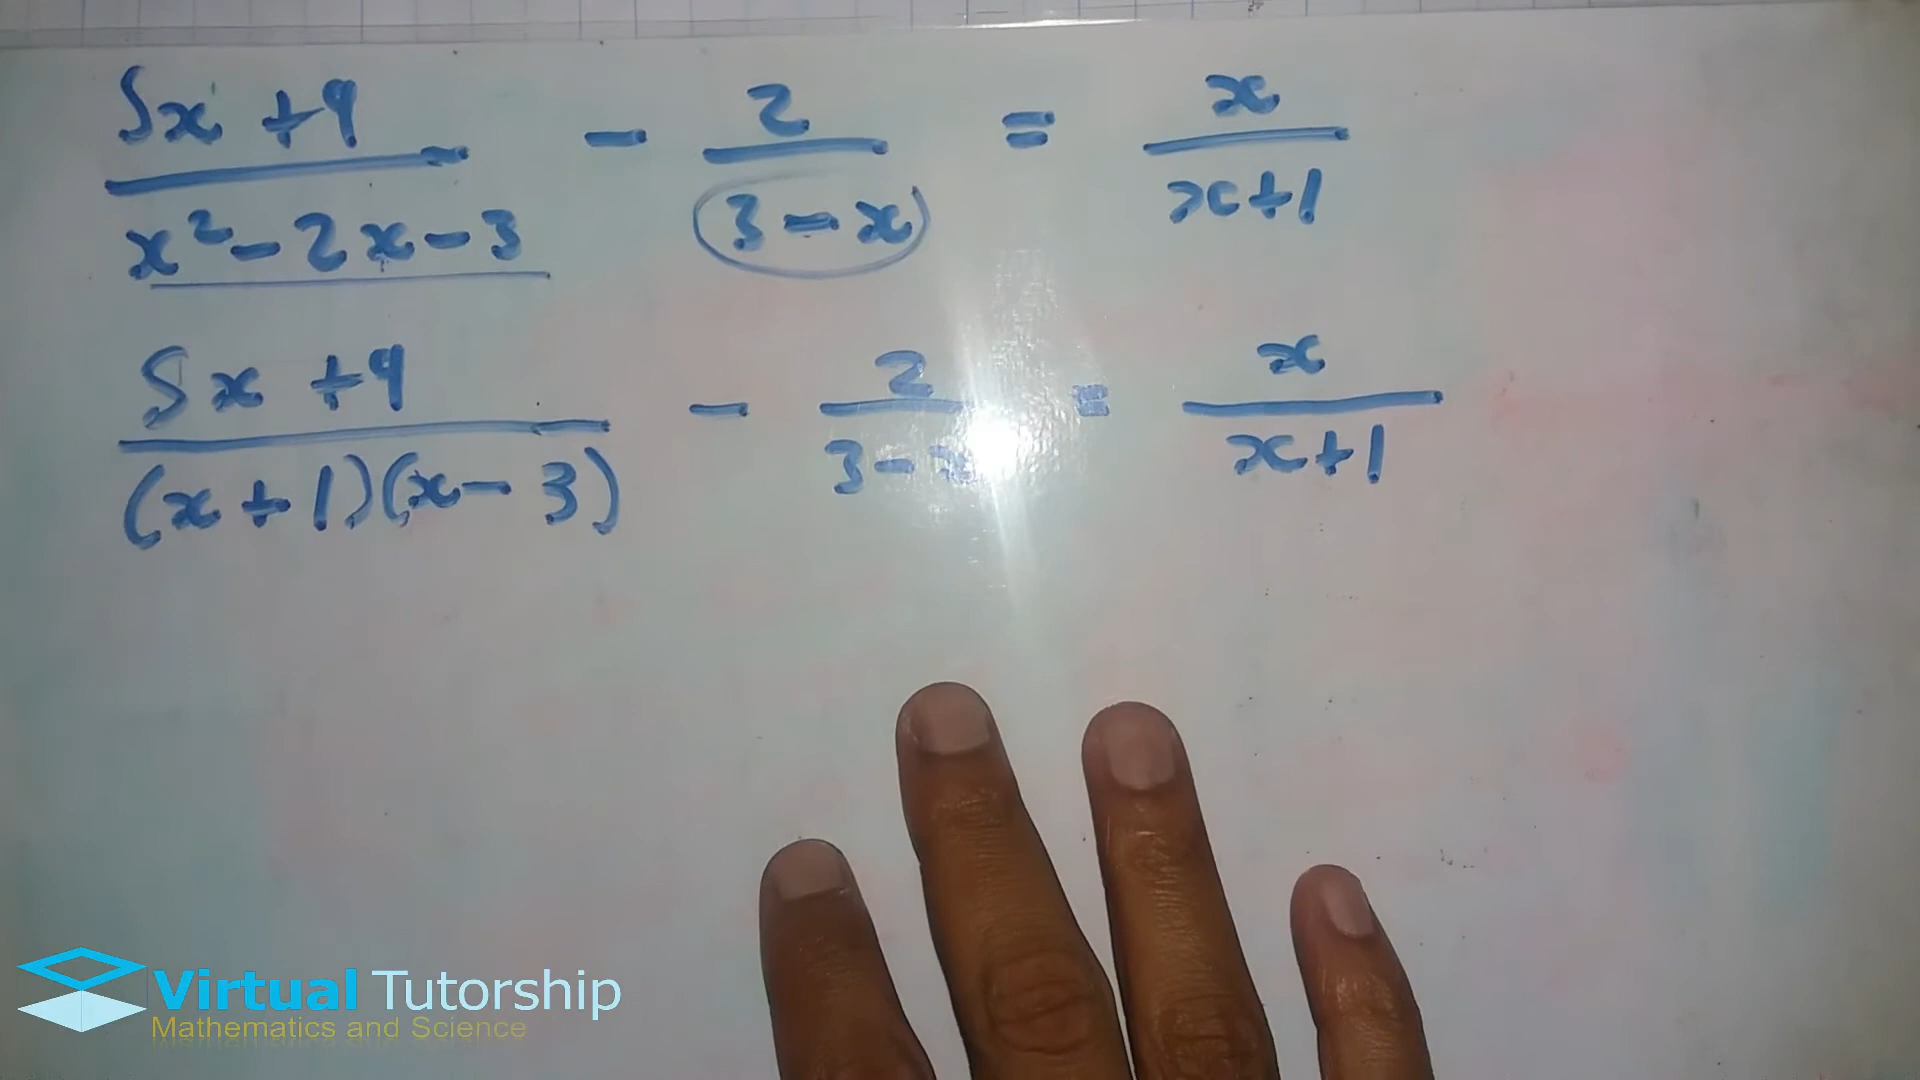 5x + 9 / x² - 2x - 3 - 2 / 3 - x = x / x + 1
5x + 9 / (x + 1)(x - 3) - 2 / 3 - x = x / x + 1
Virtual Tutorship
Mathematics and Science